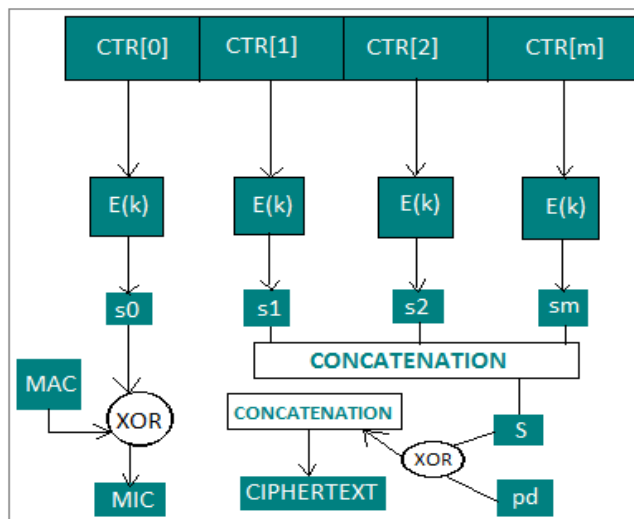 CTR[0] CTR[1] CTR[2] CTR[m]
E(k) E(k) E(k) E(k)
s0 s1 s2 sm
CONCATENATION
MAC
CONCATENATION
XOR
S
XOR
MIC
CIPHERTEXT
pd